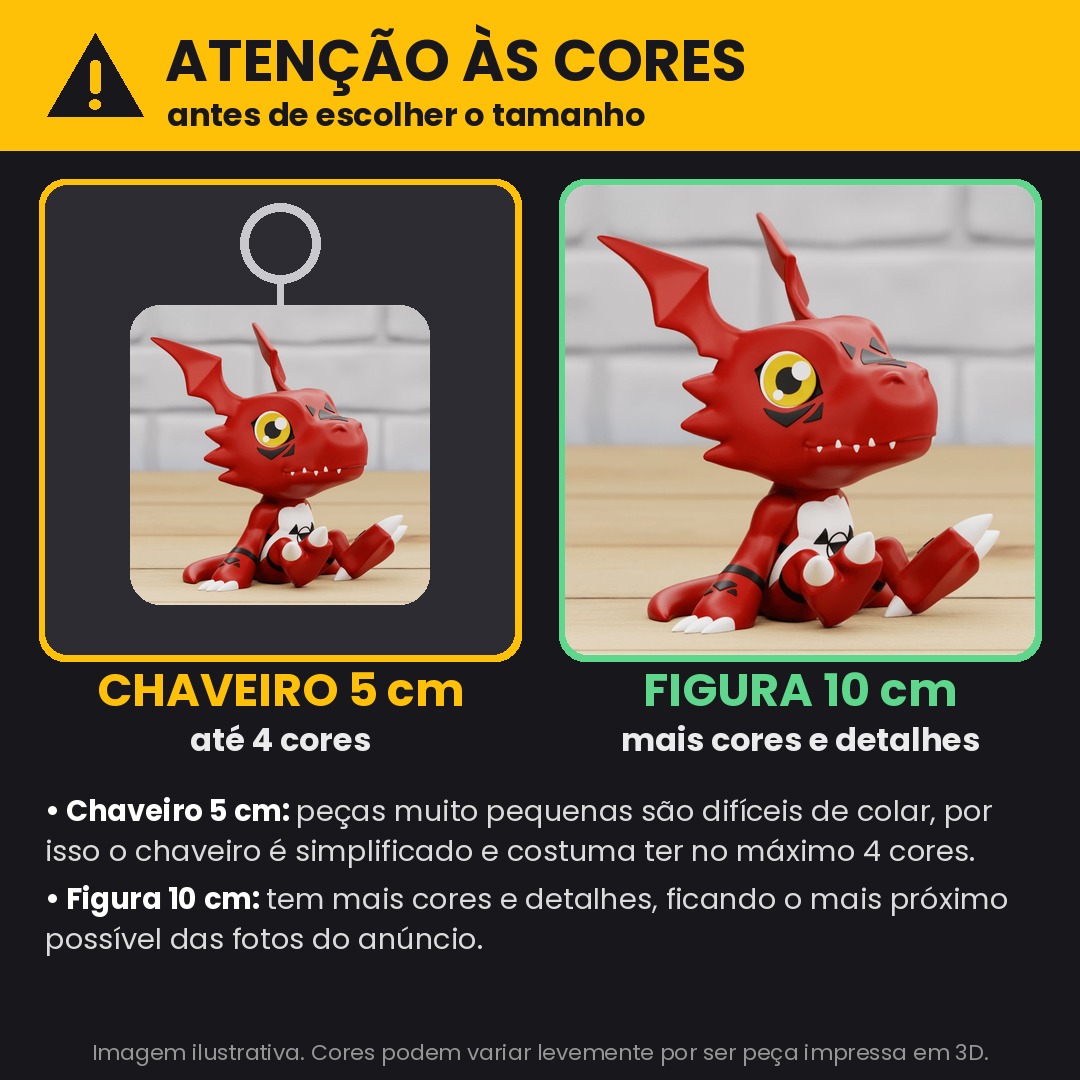 ATENÇÃO ÀS CORES
antes de escolher o tamanho
CHAVEIRO 5 cm
até 4 cores
FIGURA 10 cm
mais cores e detalhes
• Chaveiro 5 cm: peças muito pequenas são difíceis de colar, por
isso o chaveiro é simplificado e costuma ter no máximo 4 cores.
• Figura 10 cm: tem mais cores e detalhes, ficando o mais próximo
possível das fotos do anúncio.
Imagem ilustrativa. Cores podem variar levemente por ser peça impressa em 3D.